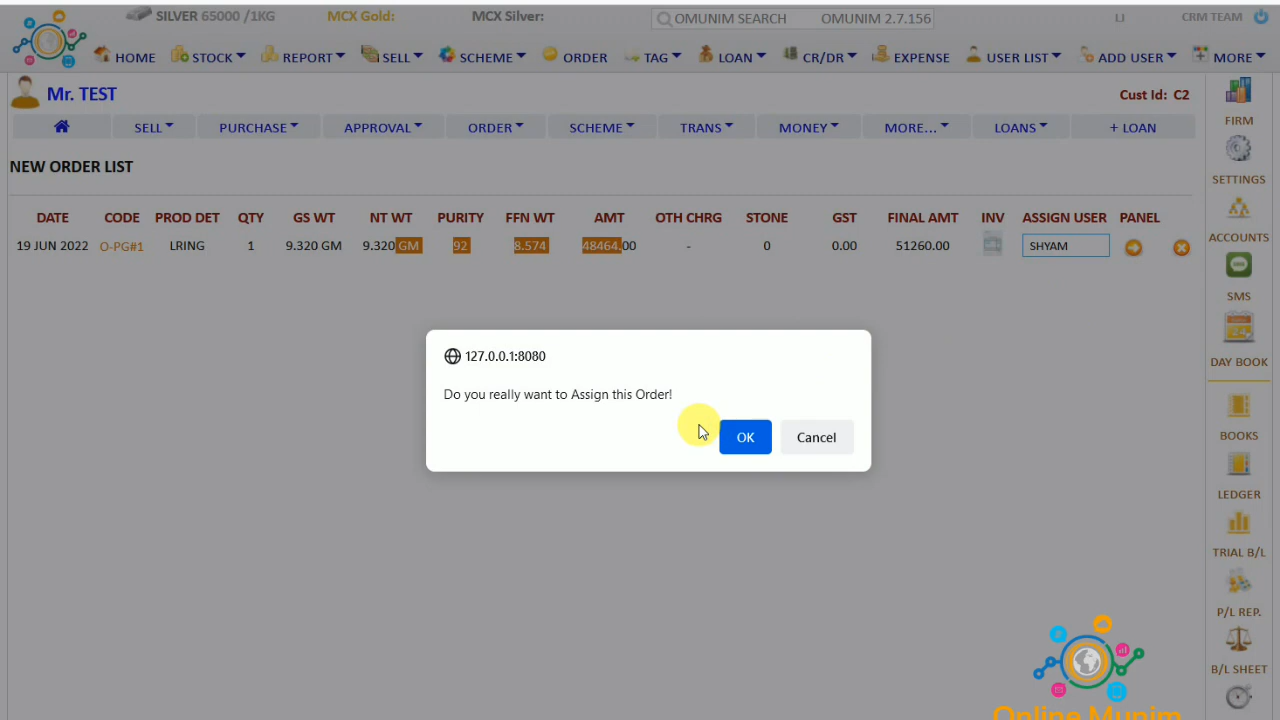 SILVER 65000 /1KG MCX Gold: MCX Silver: OMUNIM SEARCH OMUNIM 2.7.156 LJ CRM TEAM
HOME STOCK REPORT SELL SCHEME ORDER TAG LOAN CR/DR EXPENSE USER LIST ADD USER MORE
Mr. TEST Cust Id: C2
SELL PURCHASE APPROVAL ORDER SCHEME TRANS MONEY MORE... LOANS + LOAN
NEW ORDER LIST
DATE CODE PROD DET QTY GS WT NT WT PURITY FFN WT AMT OTH CHRG STONE GST FINAL AMT INV ASSIGN USER PANEL
19 JUN 2022 O-PG#1 LRING 1 9.320 GM 9.320 GM 92 8.574 48464.00 - 0 0.00 51260.00 SHYAM
127.0.0.1:8080
Do you really want to Assign this Order!
OK Cancel
FIRM
SETTINGS
ACCOUNTS
SMS
24
DAY BOOK
BOOKS
LEDGER
TRIAL B/L
P/L REP.
B/L SHEET
Online Munim